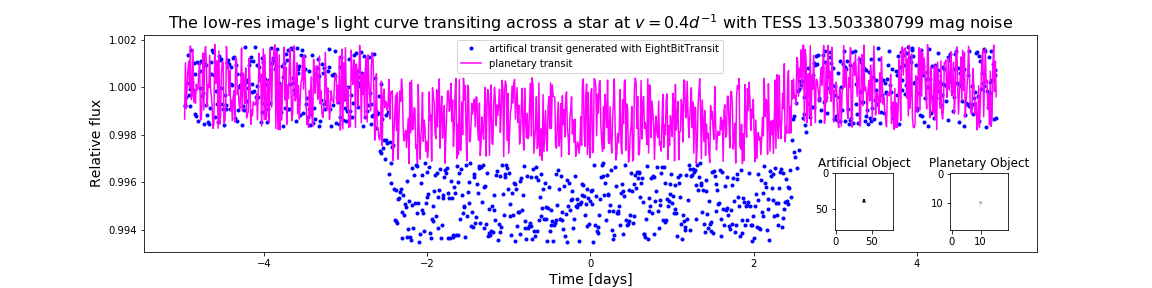 The low-res image's light curve transiting across a star at v = 0.4d⁻¹ with TESS 13.503380799 mag noise
artifical transit generated with EightBitTransit
planetary transit
Relative flux
1.002
1.000
0.998
0.996
0.994
Artificial Object
0
50
0 50
Planetary Object
0
10
0 10
−4 −2 0 2 4
Time [days]